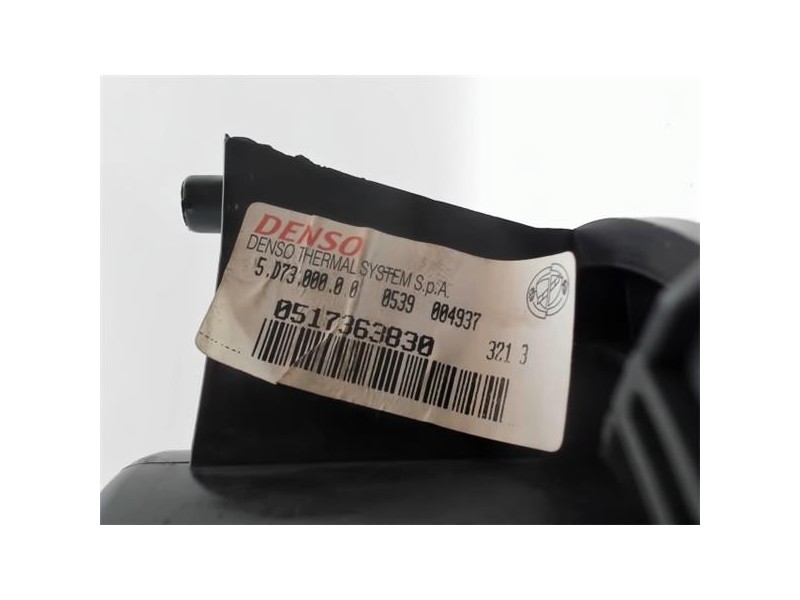 DENSO
DENSO THERMAL SYSTEM S.p.A.
5.D73.000.0 0 0539 004937
0517363830
321 3